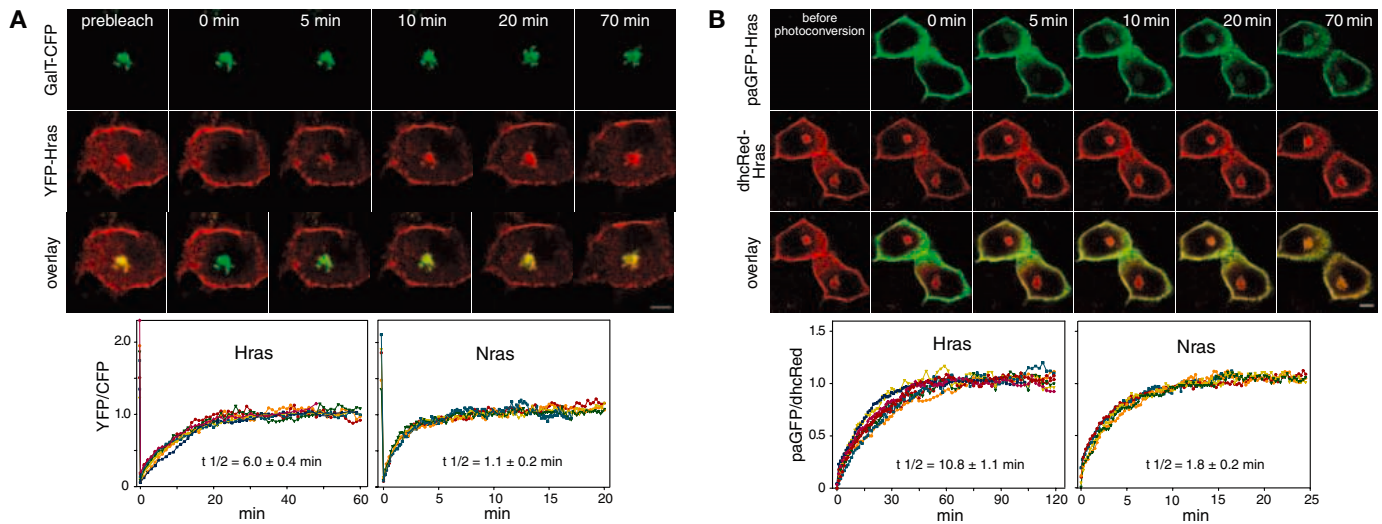 A
prebleach 0 min 5 min 10 min 20 min 70 min
GalT-CFP
YFP-Hras
overlay
YFP/CFP
2.0
1.0
0
Hras
t 1/2 = 6.0 ± 0.4 min
0 20 40 60
min
Nras
t 1/2 = 1.1 ± 0.2 min
0 5 10 15 20
min
B
before
photoconversion
0 min 5 min 10 min 20 min 70 min
paGFP-Hras
dhcRed-
Hras
overlay
paGFP/dhcRed
1.5
1.0
0.5
0
Hras
t 1/2 = 10.8 ± 1.1 min
0 30 60 90 120
min
Nras
t 1/2 = 1.8 ± 0.2 min
0 5 10 15 20 25
min